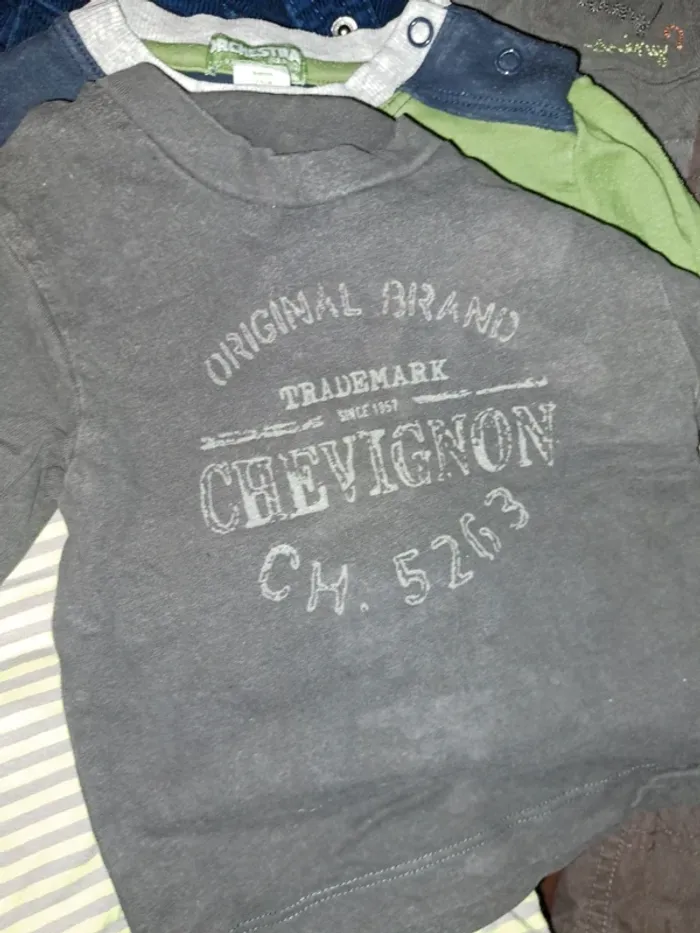 ORCHESTRA
ORIGINAL BRAND
TRADEMARK
SINCE 1957
CHEVIGNON
CH. 5263